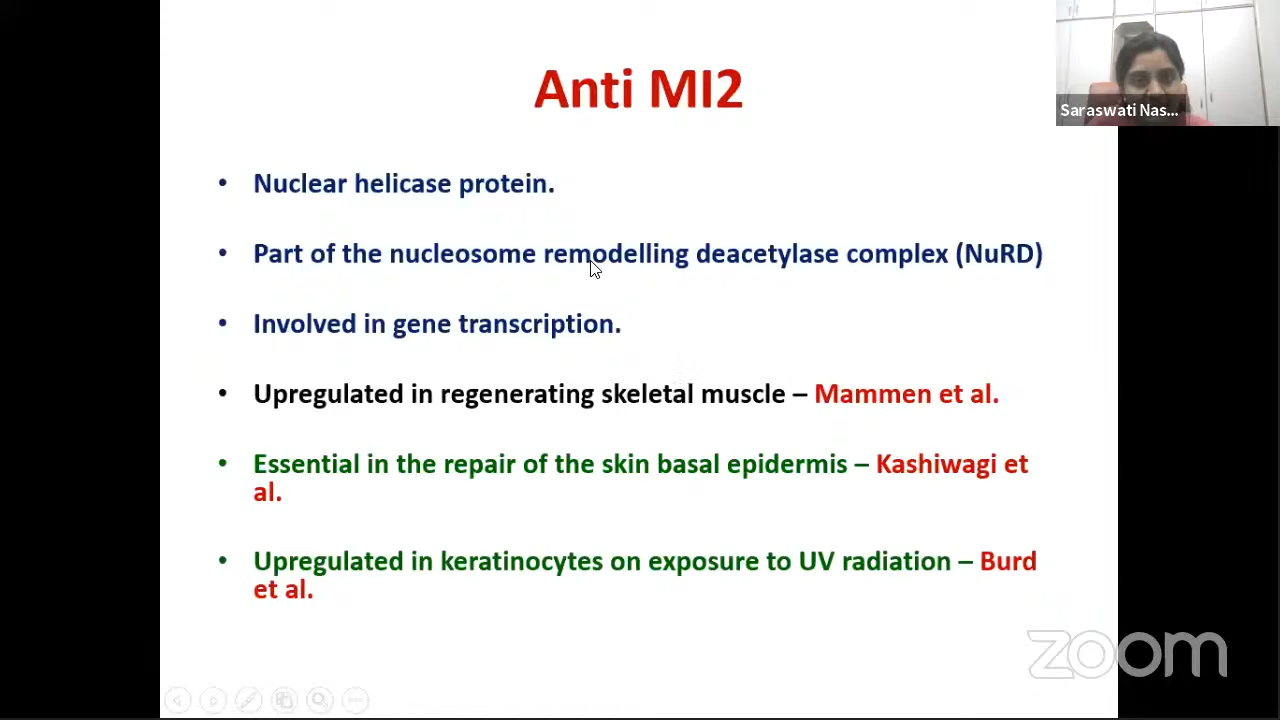 Anti MI2
Saraswati Nas...
• Nuclear helicase protein.
• Part of the nucleosome remodelling deacetylase complex (NuRD)
• Involved in gene transcription.
• Upregulated in regenerating skeletal muscle – Mammen et al.
• Essential in the repair of the skin basal epidermis – Kashiwagi et
al.
• Upregulated in keratinocytes on exposure to UV radiation – Burd
et al.
zoom